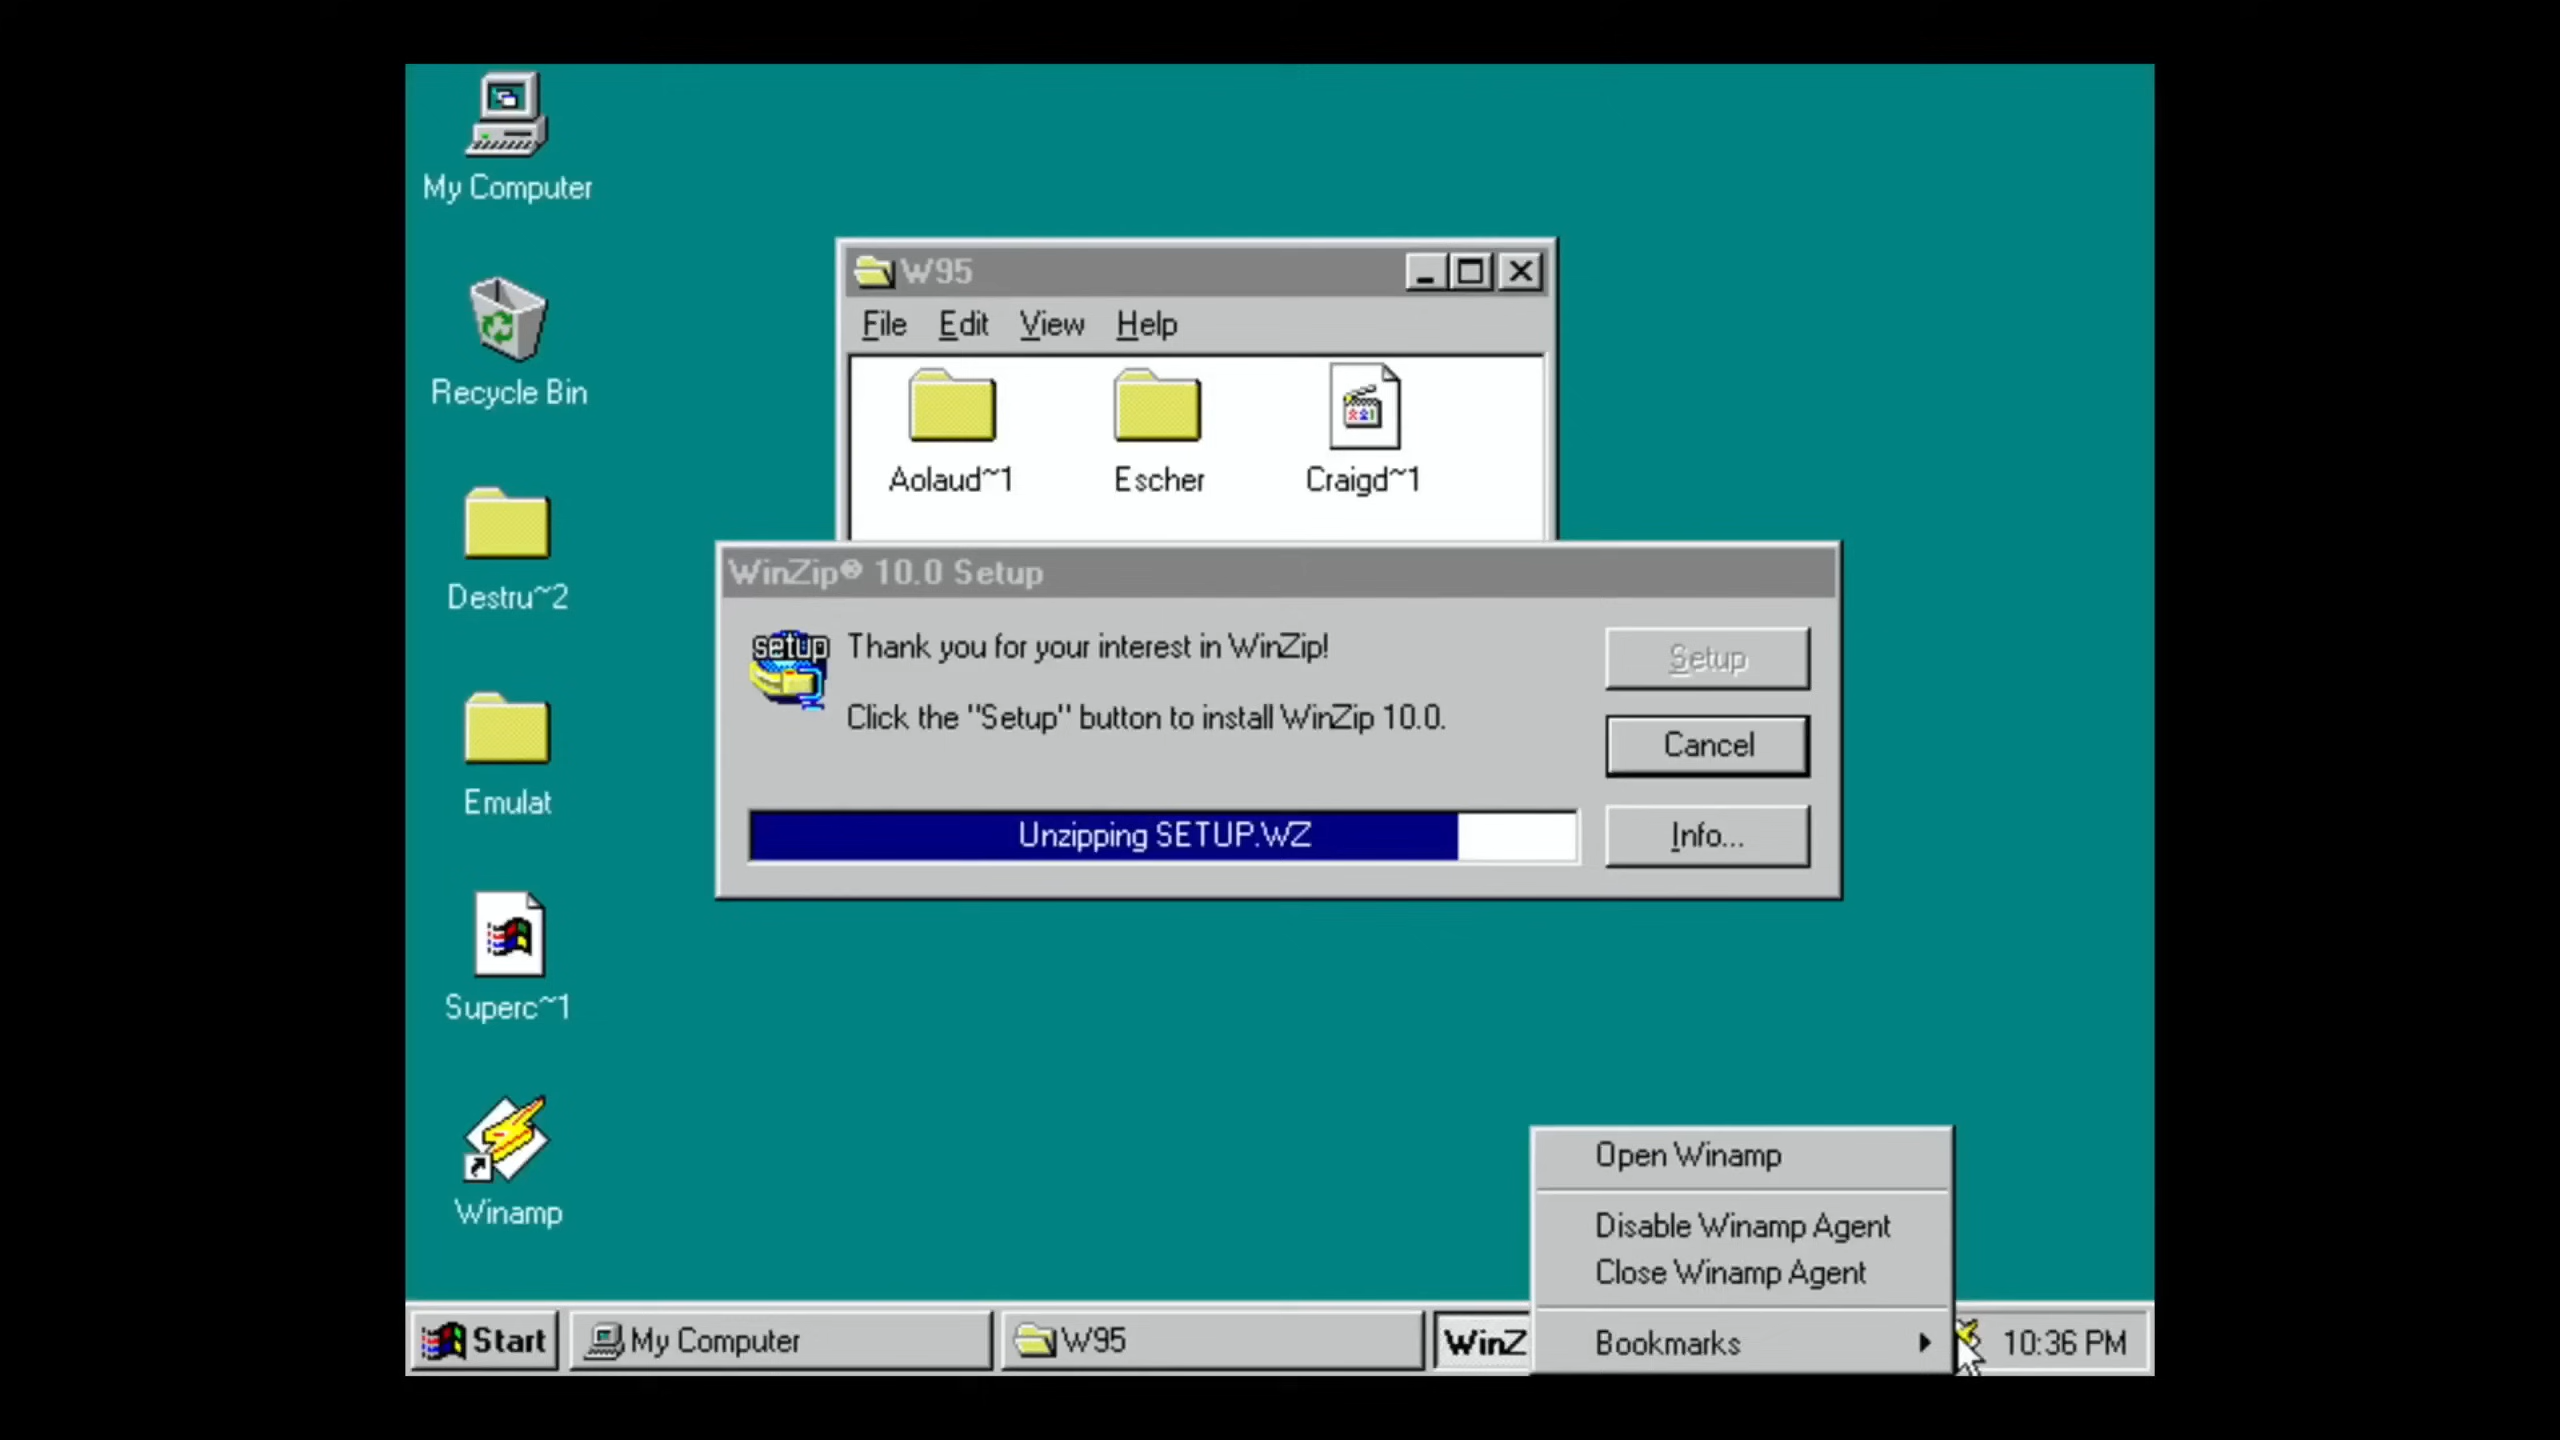 My Computer
Recycle Bin
Destru~2
Emulat
Superc~1
Winamp
W95
File Edit View Help
Aolaud~1 Escher Craigd~1
WinZip® 10.0 Setup
setup
Thank you for your interest in WinZip!
Click the "Setup" button to install WinZip 10.0.
Unzipping SETUP.WZ
Setup
Cancel
Info...
Open Winamp
Disable Winamp Agent
Close Winamp Agent
Bookmarks
Start My Computer W95 WinZ 10:36 PM